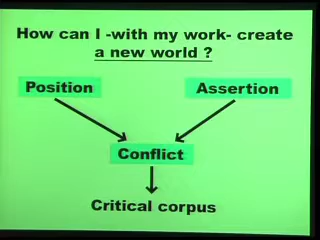 How can I -with my work- create
a new world ?
Position
Assertion
Conflict
Critical corpus